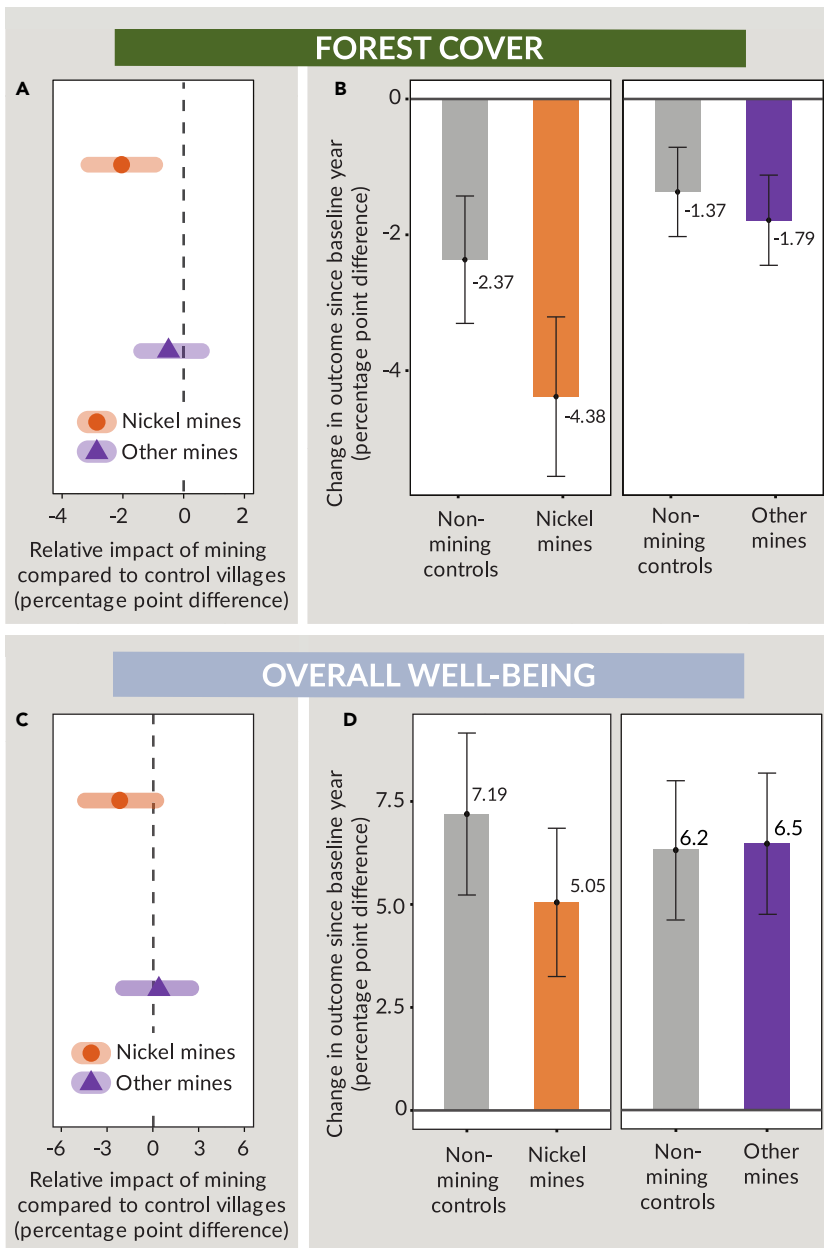 FOREST COVER
A
Nickel mines
Other mines
-4
-2
0
2
Relative impact of mining
compared to control villages
(percentage point difference)
B
Change in outcome since baseline year
(percentage point difference)
0
-2
-4
-2.37
-4.38
-1.37
-1.79
Non-
mining
controls
Nickel
mines
Non-
mining
controls
Other
mines
OVERALL WELL-BEING
C
Nickel mines
Other mines
-6
-3
0
3
6
Relative impact of mining
compared to control villages
(percentage point difference)
D
Change in outcome since baseline year
(percentage point difference)
7.5
5.0
2.5
0
7.19
5.05
6.2
6.5
Non-
mining
controls
Nickel
mines
Non-
mining
controls
Other
mines